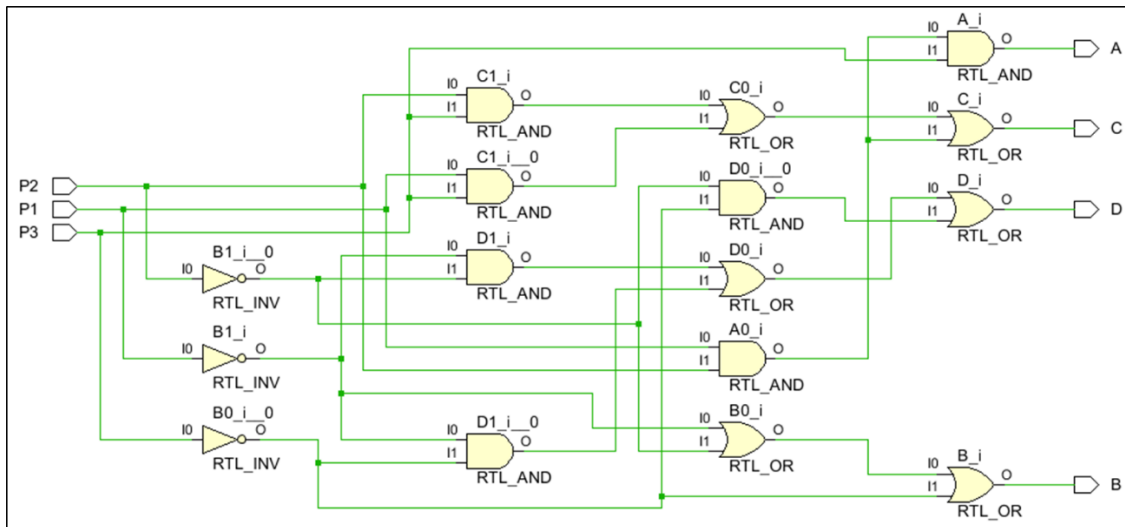 A_i
I0
O
I1
A
RTL_AND
C1_i
I0
O
I1
RTL_AND
C0_i
I0
O
I1
RTL_OR
C_i
I0
O
I1
C
RTL_OR
P2
P1
P3
C1_i__0
I0
O
I1
RTL_AND
D0_i__0
I0
O
I1
RTL_AND
D_i
I0
O
I1
D
RTL_OR
B1_i__0
I0
O
RTL_INV
D1_i
I0
O
I1
RTL_AND
D0_i
I0
O
I1
RTL_OR
B1_i
I0
O
RTL_INV
A0_i
I0
O
I1
RTL_AND
B0_i__0
I0
O
RTL_INV
D1_i__0
I0
O
I1
RTL_AND
B0_i
I0
O
I1
RTL_OR
B_i
I0
O
I1
B
RTL_OR